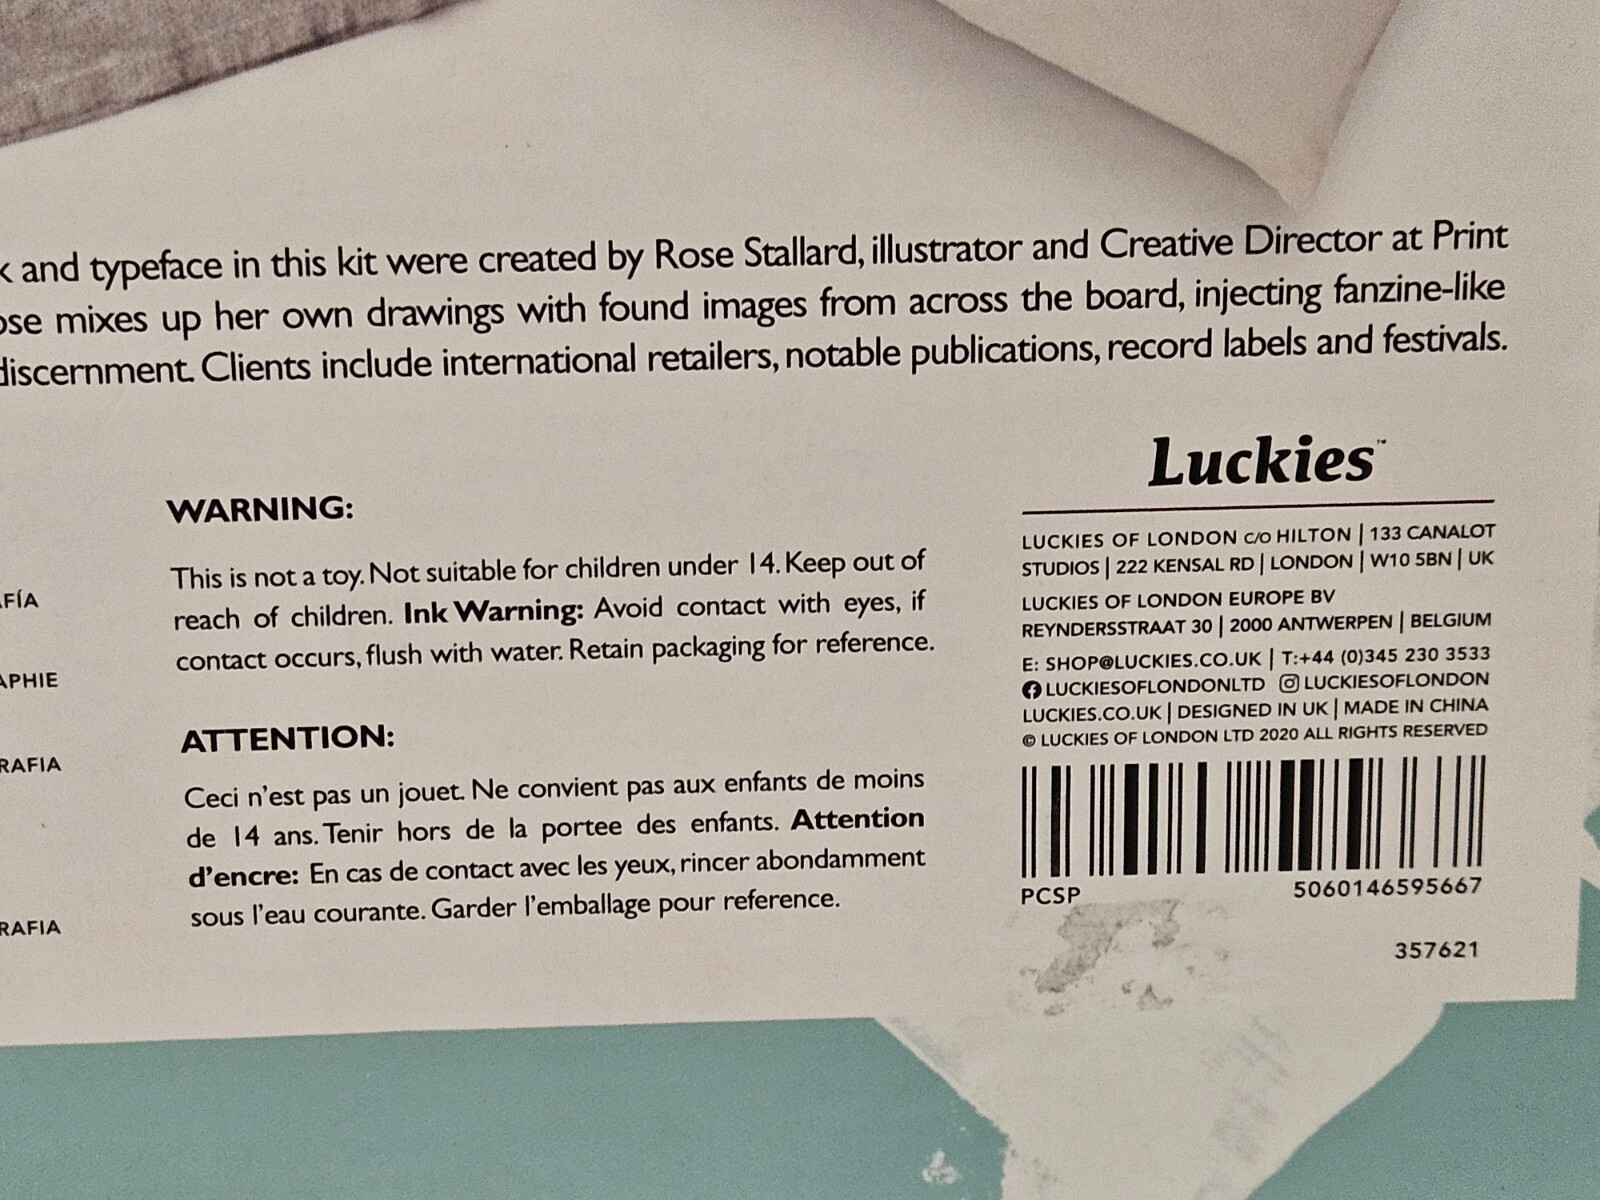 and typeface in this kit were created by Rose Stallard, illustrator and Creative Director at Print
mixes up her own drawings with found images from across the board, injecting fanzine-like
discernment. Clients include international retailers, notable publications, record labels and festivals.
WARNING:
This is not a toy. Not suitable for children under 14. Keep out of
reach of children. Ink Warning: Avoid contact with eyes, if
contact occurs, flush with water. Retain packaging for reference.
ATTENTION:
Ceci n'est pas un jouet. Ne convient pas aux enfants de moins
de 14 ans. Tenir hors de la portee des enfants. Attention
d'encre: En cas de contact avec les yeux, rincer abondamment
sous l'eau courante. Garder l'emballage pour reference.
Luckies™
LUCKIES OF LONDON C/O HILTON | 133 CANALOT
STUDIOS | 222 KENSAL RD | LONDON | W10 5BN | UK
LUCKIES OF LONDON EUROPE BV
REYNDERSSTRAAT 30 | 2000 ANTWERPEN | BELGIUM
E: SHOP@LUCKIES.CO.UK | T:+44 (0)345 230 3533
LUCKIESOFLONDONLTD LUCKIESOFLONDON
LUCKIES.CO.UK | DESIGNED IN UK | MADE IN CHINA
© LUCKIES OF LONDON LTD 2020 ALL RIGHTS RESERVED
PCSP 5060146595667
357621